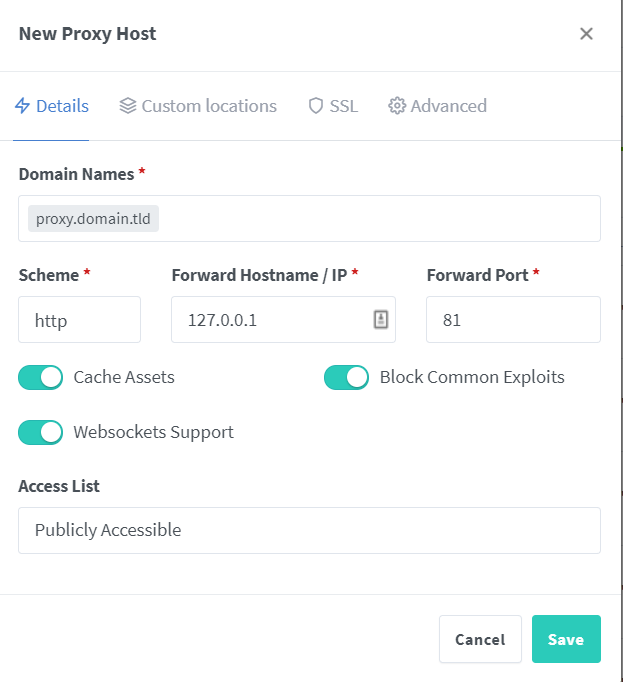 New Proxy Host
Details Custom locations SSL Advanced
Domain Names *
proxy.domain.tld
Scheme * Forward Hostname / IP * Forward Port *
http 127.0.0.1 81
Cache Assets Block Common Exploits
Websockets Support
Access List
Publicly Accessible
Cancel Save